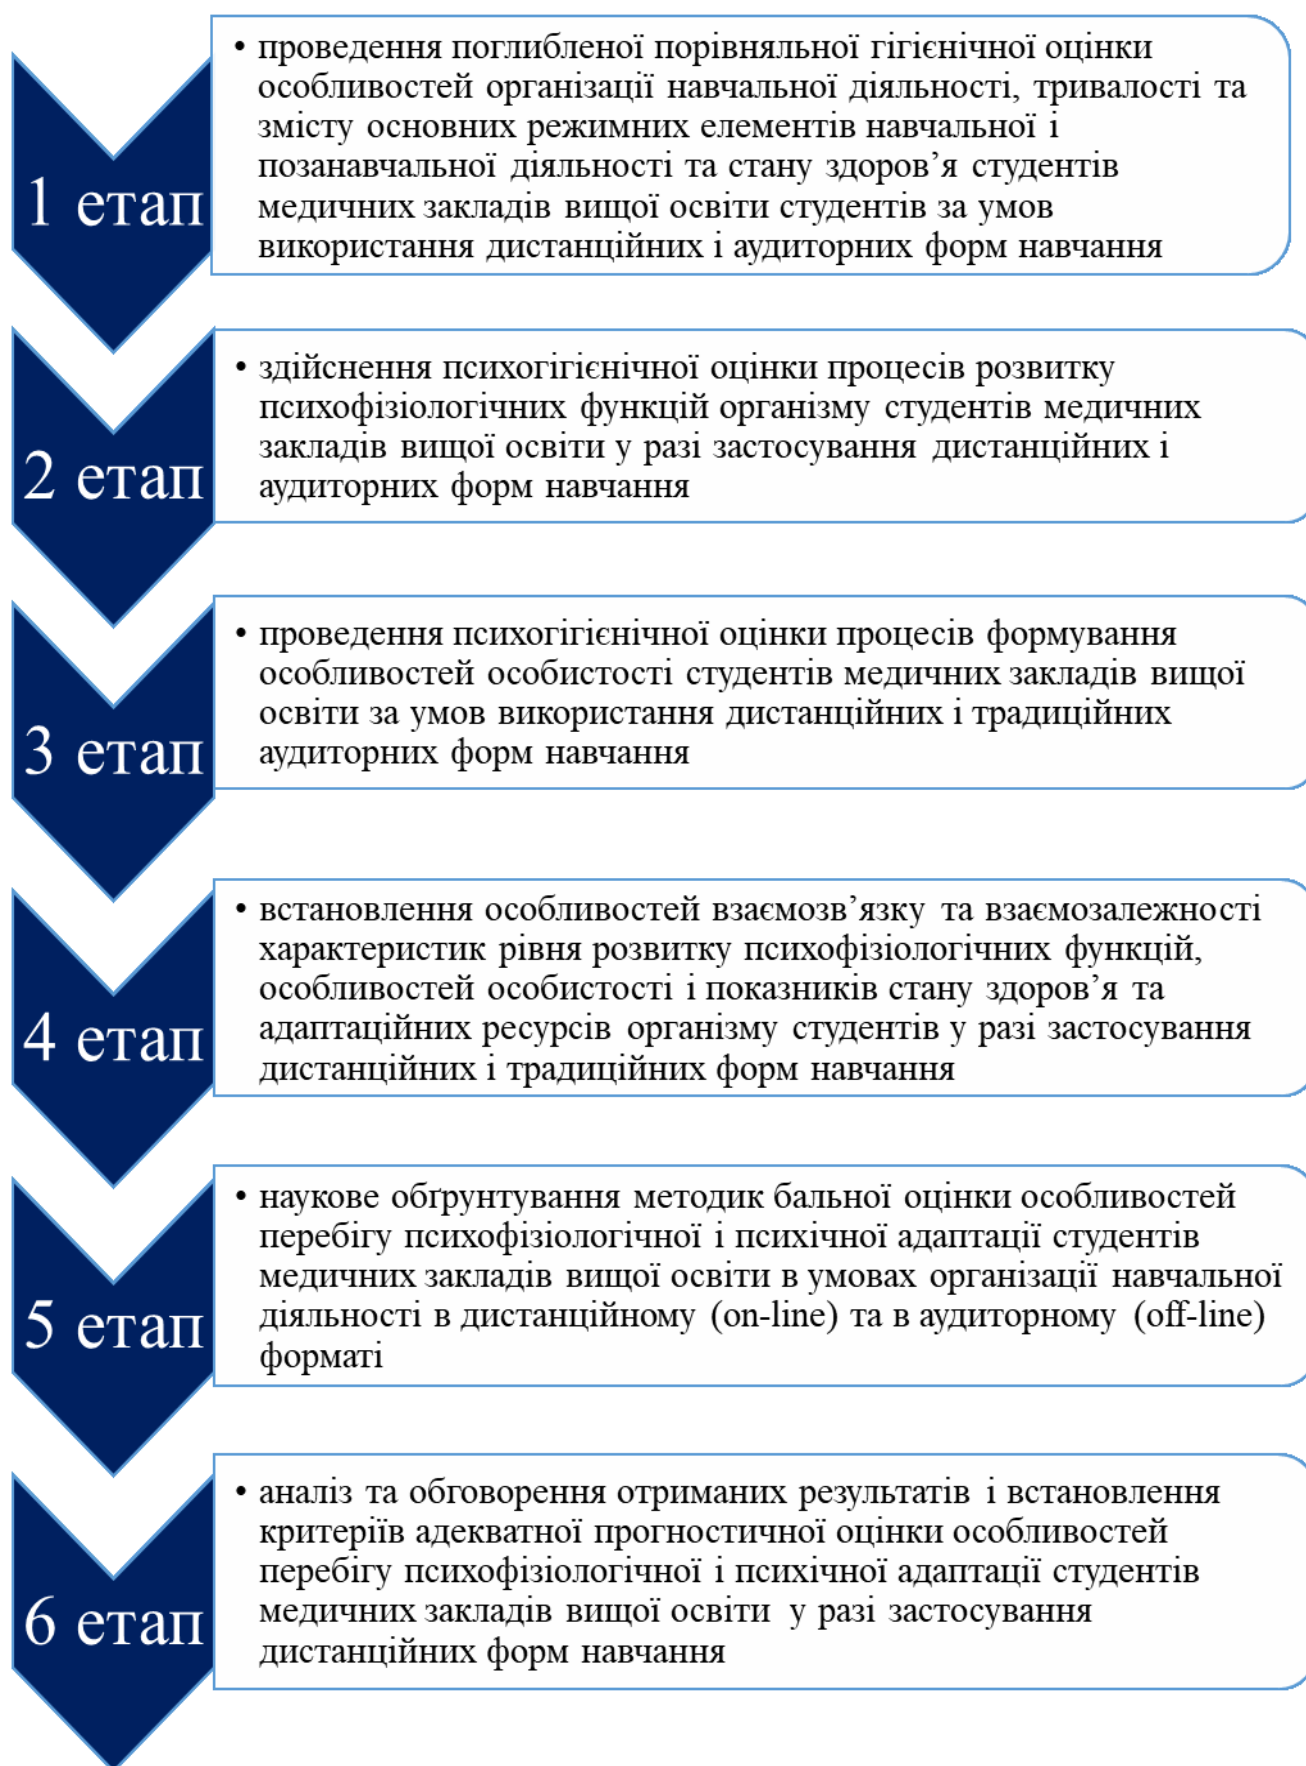 1 етап
• проведення поглибленої порівняльної гігієнічної оцінки
особливостей організації навчальної діяльності, тривалості та
змісту основних режимних елементів навчальної і
позанавчальної діяльності та стану здоров’я студентів
медичних закладів вищої освіти студентів за умов
використання дистанційних і аудиторних форм навчання
2 етап
• здійснення психогігієнічної оцінки процесів розвитку
психофізіологічних функцій організму студентів медичних
закладів вищої освіти у разі застосування дистанційних і
аудиторних форм навчання
3 етап
• проведення психогігієнічної оцінки процесів формування
особливостей особистості студентів медичних закладів вищої
освіти за умов використання дистанційних і традиційних
аудиторних форм навчання
4 етап
• встановлення особливостей взаємозв’язку та взаємозалежності
характеристик рівня розвитку психофізіологічних функцій,
особливостей особистості і показників стану здоров’я та
адаптаційних ресурсів організму студентів у разі застосування
дистанційних і традиційних форм навчання
5 етап
• наукове обґрунтування методик бальної оцінки особливостей
перебігу психофізіологічної і психічної адаптації студентів
медичних закладів вищої освіти в умовах організації навчальної
діяльності в дистанційному (on-line) та в аудиторному (off-line)
форматі
6 етап
• аналіз та обговорення отриманих результатів і встановлення
критеріїв адекватної прогностичної оцінки особливостей
перебігу психофізіологічної і психічної адаптації студентів
медичних закладів вищої освіти у разі застосування
дистанційних форм навчання